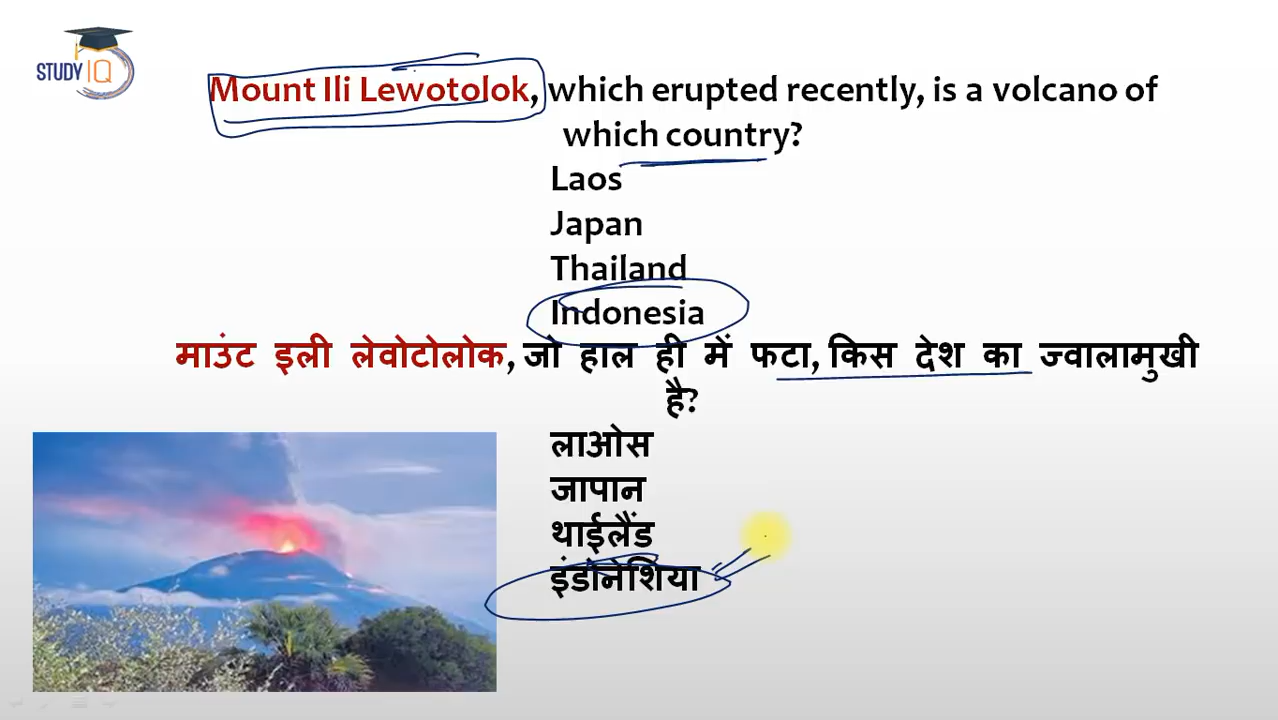 STUDY IQ
Mount Ili Lewotolok, which erupted recently, is a volcano of
which country?
Laos
Japan
Thailand
Indonesia
माउंट इली लेवोटोलोक, जो हाल ही में फटा, किस देश का ज्वालामुखी
है?
लाओस
जापान
थाईलैंड
इंडोनेशिया